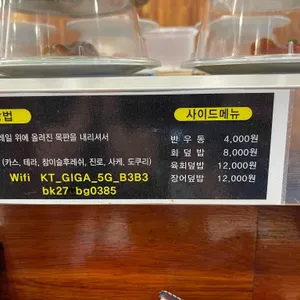 방법
레일 위에 올려진 목판을 내리셔서
(카스, 테라, 참이슬후레쉬, 진로, 사케, 도쿠리)
Wifi KT_GIGA_5G_B3B3
bk27 bg0385
사이드메뉴
반우동 4,000원
회덮밥 8,000원
육회덮밥 12,000원
장어덮밥 12,000원